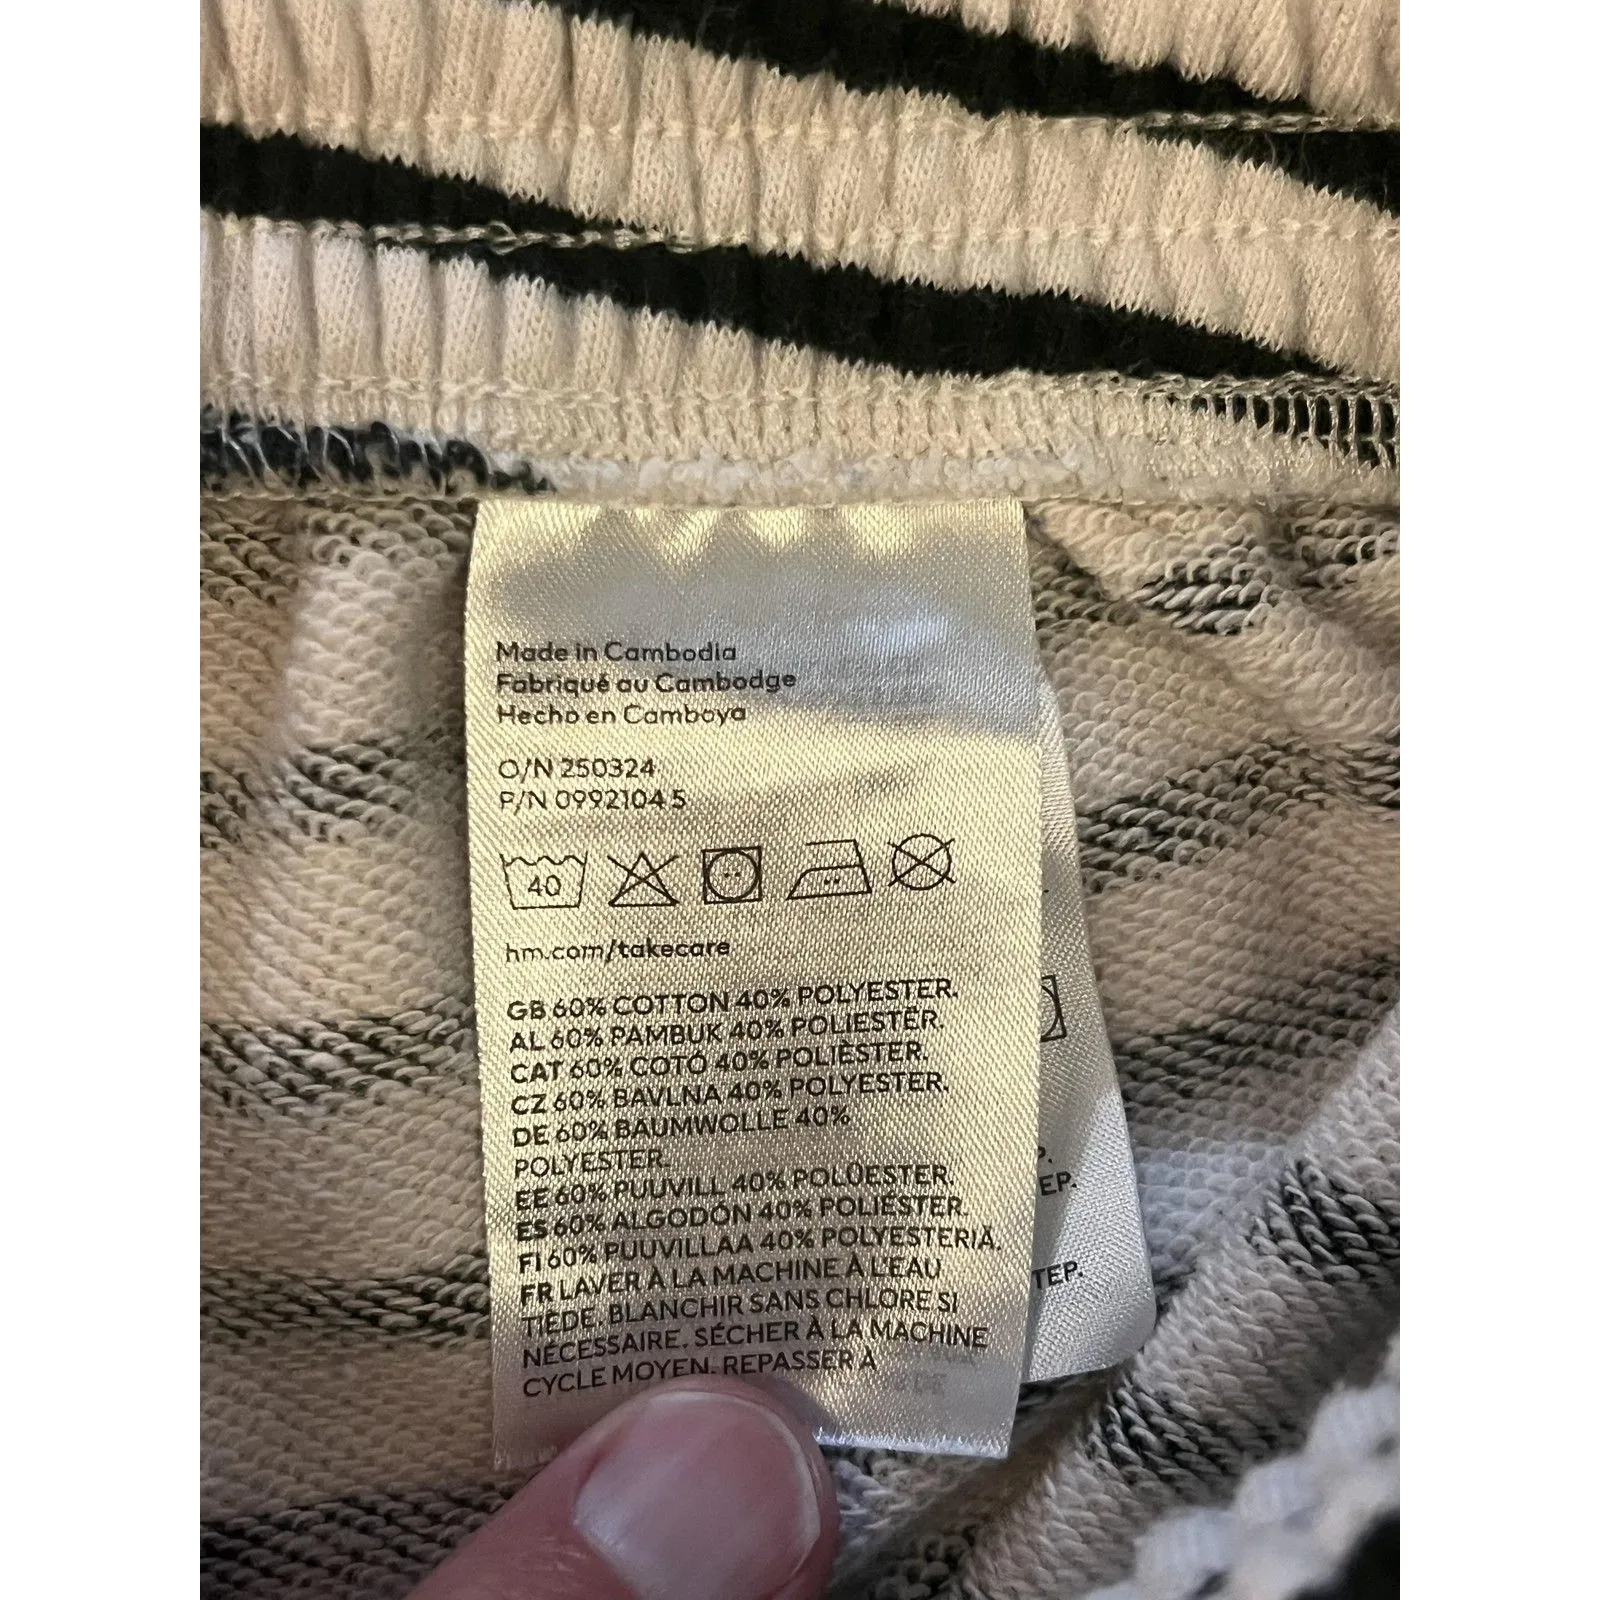 Made in Cambodia
Fabriqué au Cambodge
Hecho en Camboya
O/N 250324
P/N 0992104 5
40
hm.com/takecare
GB 60% COTTON 40% POLYESTER.
AL 60% PAMBUK 40% POLIESTËR.
CAT 60% COTÓ 40% POLIÈSTER.
CZ 60% BAVLNA 40% POLYESTER.
DE 60% BAUMWOLLE 40%
POLYESTER.
EE 60% PUUVILL 40% POLÜESTER.
ES 60% ALGODÓN 40% POLIÉSTER.
FI 60% PUUVILLAA 40% POLYESTERIÄ.
FR LAVER À LA MACHINE À L'EAU
TIÈDE. BLANCHIR SANS CHLORE SI
NÉCESSAIRE. SÉCHER À LA MACHINE
CYCLE MOYEN. REPASSER À
P.
EP.
TEP.